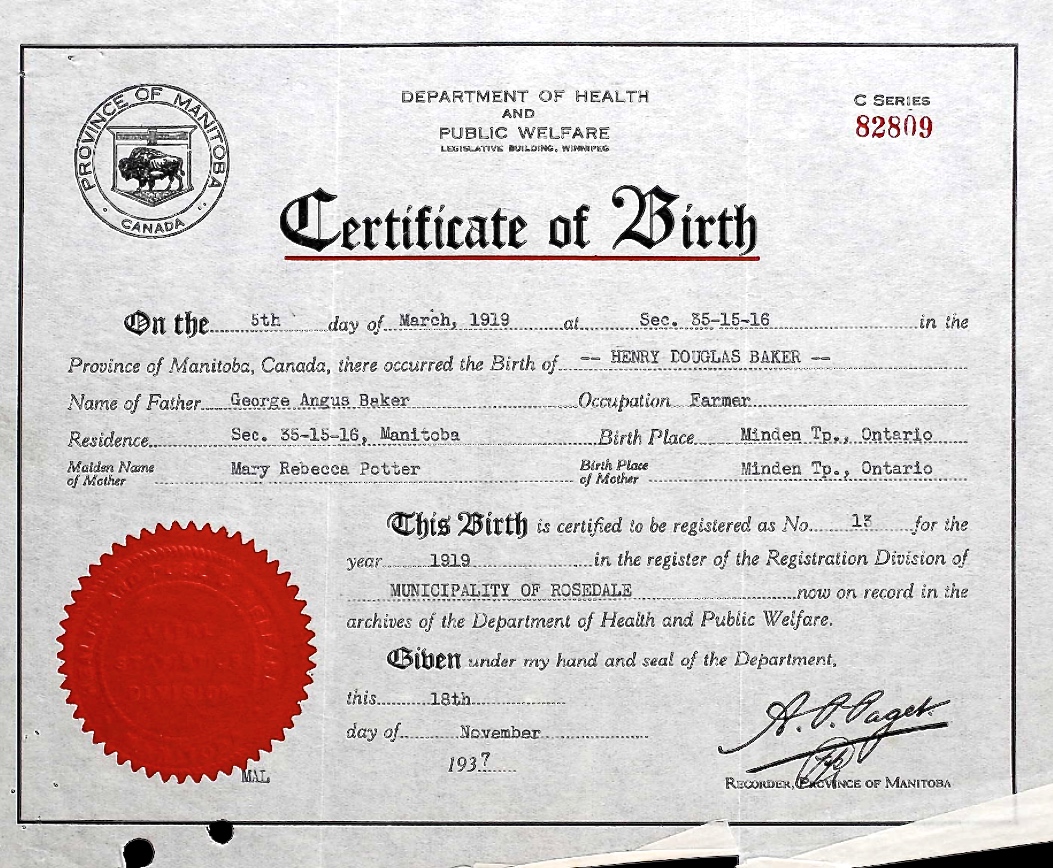 PROVINCE OF MANITOBA
CANADA
DEPARTMENT OF HEALTH
AND
PUBLIC WELFARE
LEGISLATIVE BUILDING, WINNIPEG
C SERIES
82809
Certificate of Birth
On the 5th day of March, 1919 at Sec. 35-15-16 in the
Province of Manitoba, Canada, there occurred the Birth of -- HENRY DOUGLAS BAKER --
Name of Father George Angus Baker Occupation Farmer
Residence Sec. 35-15-16, Manitoba Birth Place Minden Tp., Ontario
Maiden Name of Mother Mary Rebecca Potter Birth Place of Mother Minden Tp., Ontario
This Birth is certified to be registered as No. 13 for the
year 1919 in the register of the Registration Division of
MUNICIPALITY OF ROSEDALE now on record in the
archives of the Department of Health and Public Welfare.
Given under my hand and seal of the Department,
this 18th
day of November
1937
DIVISION
MAL
A. P. Paget.
RECORDER, PROVINCE OF MANITOBA